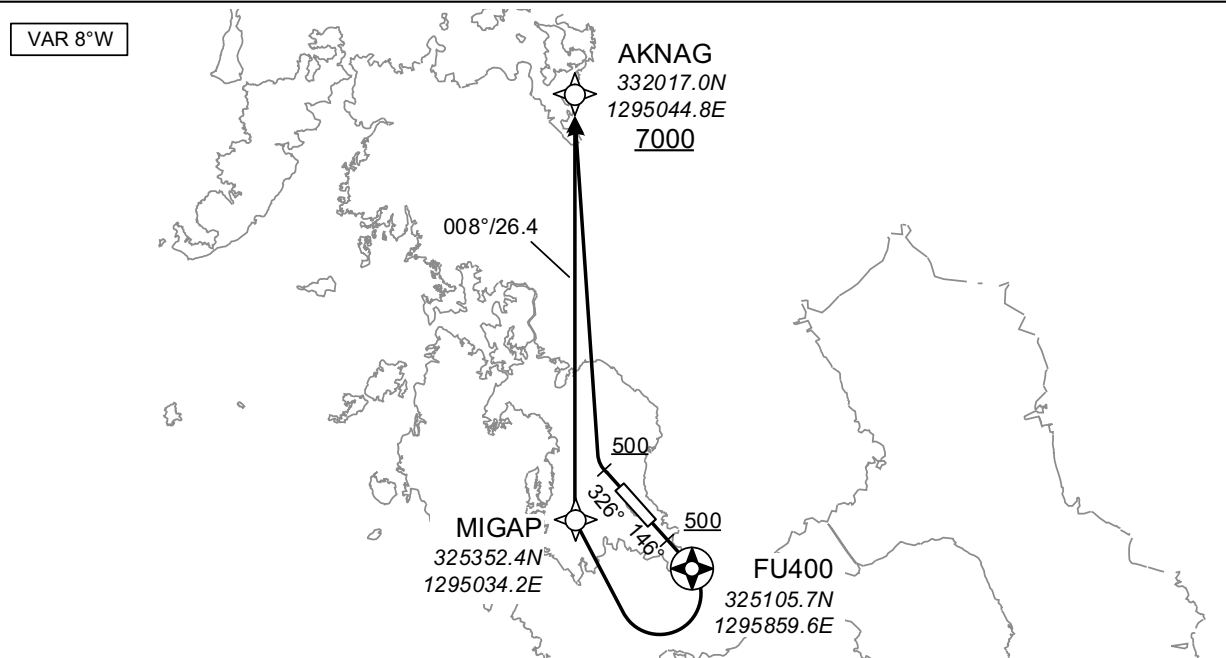 VAR 8°W
AKNAG
332017.0N
1295044.8E
7000
008°/26.4
500
326°
146°
500
MIGAP
325352.4N
1295034.2E
FU400
325105.7N
1295859.6E